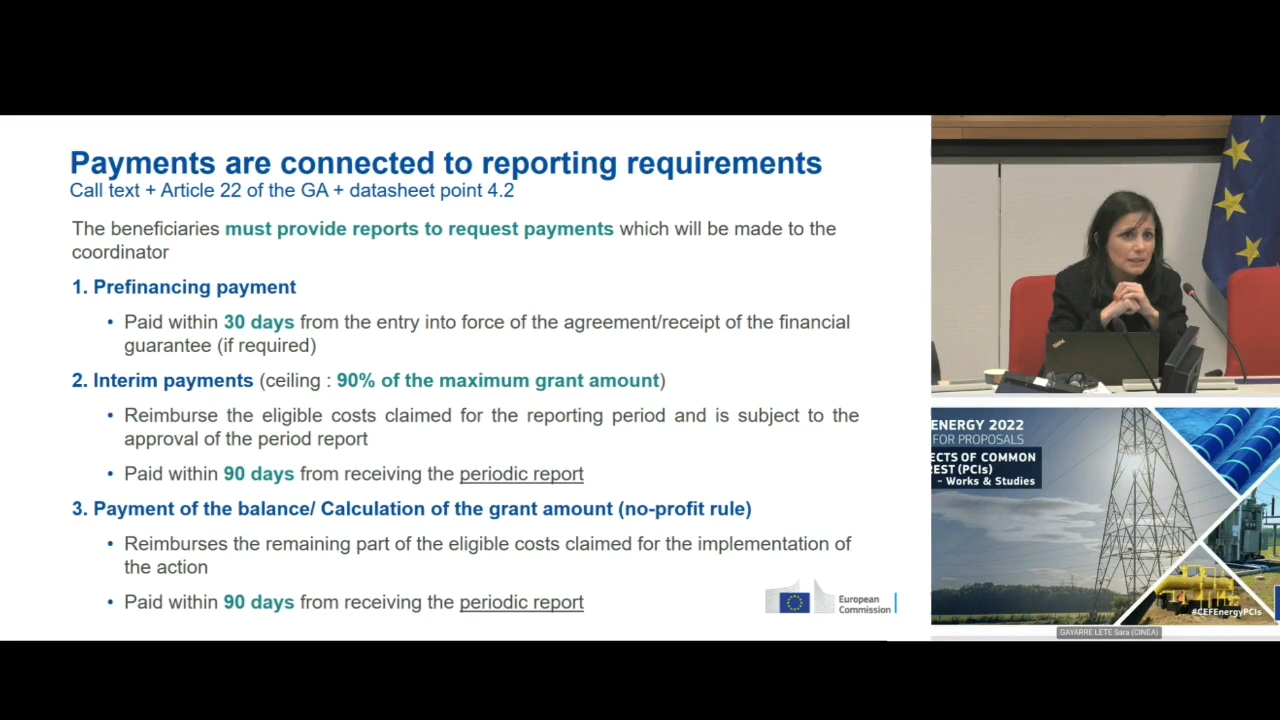 Payments are connected to reporting requirements
Call text + Article 22 of the GA + datasheet point 4.2
The beneficiaries must provide reports to request payments which will be made to the
coordinator
1. Prefinancing payment
• Paid within 30 days from the entry into force of the agreement/receipt of the financial
guarantee (if required)
2. Interim payments (ceiling : 90% of the maximum grant amount)
• Reimburse the eligible costs claimed for the reporting period and is subject to the
approval of the period report
• Paid within 90 days from receiving the periodic report
3. Payment of the balance/ Calculation of the grant amount (no-profit rule)
• Reimburses the remaining part of the eligible costs claimed for the implementation of
the action
• Paid within 90 days from receiving the periodic report
European
Commission
ENERGY 2022
FOR PROPOSALS
ECTS OF COMMON
REST (PCIs)
- Works & Studies
#CEFEnergyPCIs
GAYARRE LETE Sara (CINEA)